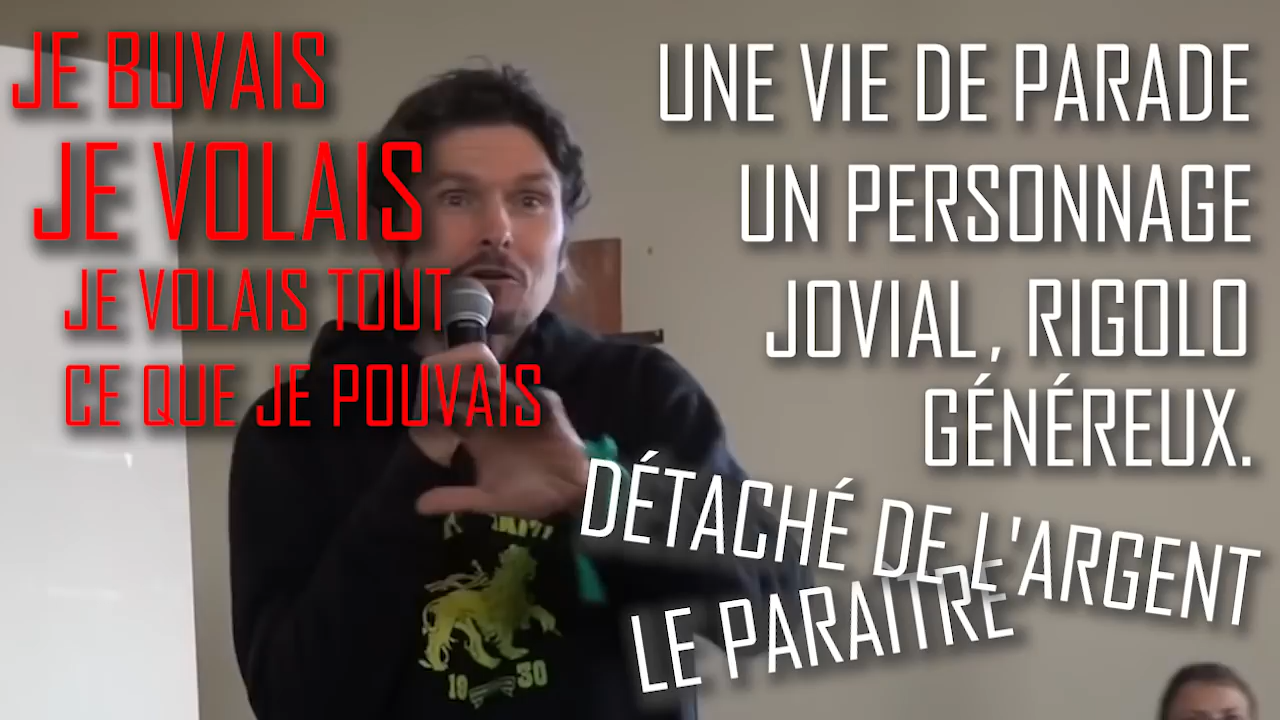 JE BUVAIS
JE VOLAIS
JE VOLAIS TOUT
CE QUE JE POUVAIS
UNE VIE DE PARADE
UN PERSONNAGE
JOVIAL, RIGOLO
GÉNÉREUX.
DÉTACHÉ DE L'ARGENT
LE PARAITRE
19 30